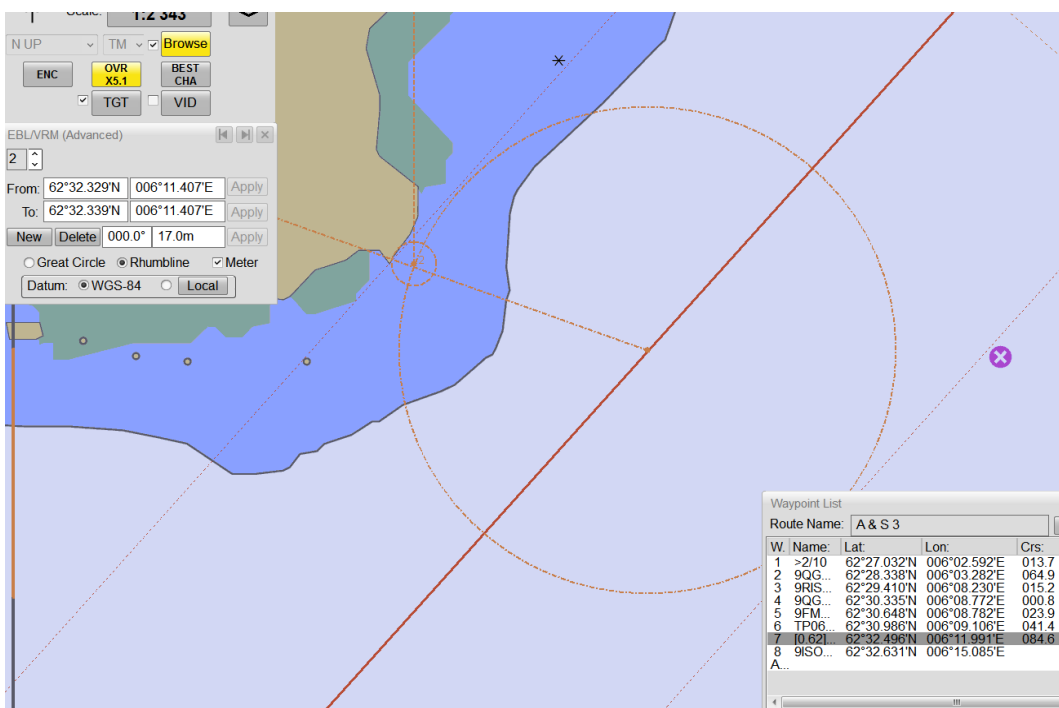 Scale: 1:2 343
N UP TM Browse
ENC OVR X5.1 BEST CHA
TGT VID
EBL/VRM (Advanced)
2
From: 62°32.329'N 006°11.407'E Apply
To: 62°32.339'N 006°11.407'E Apply
New Delete 000.0° 17.0m Apply
Great Circle Rhumbline Meter
Datum: WGS-84 Local
Waypoint List
Route Name: A & S 3
W. Name: Lat: Lon: Crs:
1 >2/10 62°27.032'N 006°02.592'E 013.7
2 9QG... 62°28.338'N 006°03.282'E 064.9
3 9RIS... 62°29.410'N 006°08.230'E 015.2
4 9QG... 62°30.335'N 006°08.772'E 000.8
5 9FM... 62°30.648'N 006°08.782'E 023.9
6 TP06... 62°30.986'N 006°09.106'E 041.4
7 [0.62]... 62°32.496'N 006°11.991'E 084.6
8 9ISO... 62°32.631'N 006°15.085'E
A...